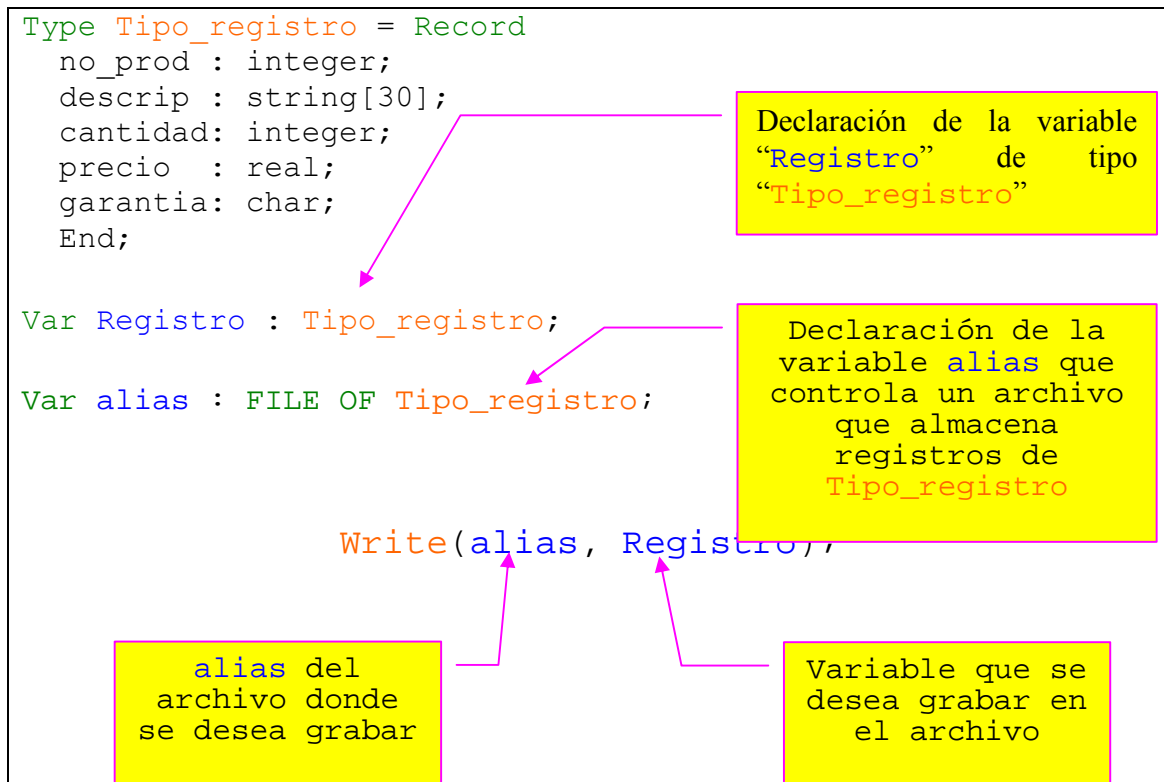 Type Tipo_registro = Record
no_prod : integer;
descrip : string[30];
cantidad: integer;
precio : real;
garantia: char;
End;
Declaración de la variable
“Registro” de tipo
“Tipo_registro”
Var Registro : Tipo_registro;
Var alias : FILE OF Tipo_registro;
Declaración de la
variable alias que
controla un archivo
que almacena
registros de
Tipo_registro
Write(alias, Registro);
alias del
archivo donde
se desea grabar
Variable que se
desea grabar en
el archivo